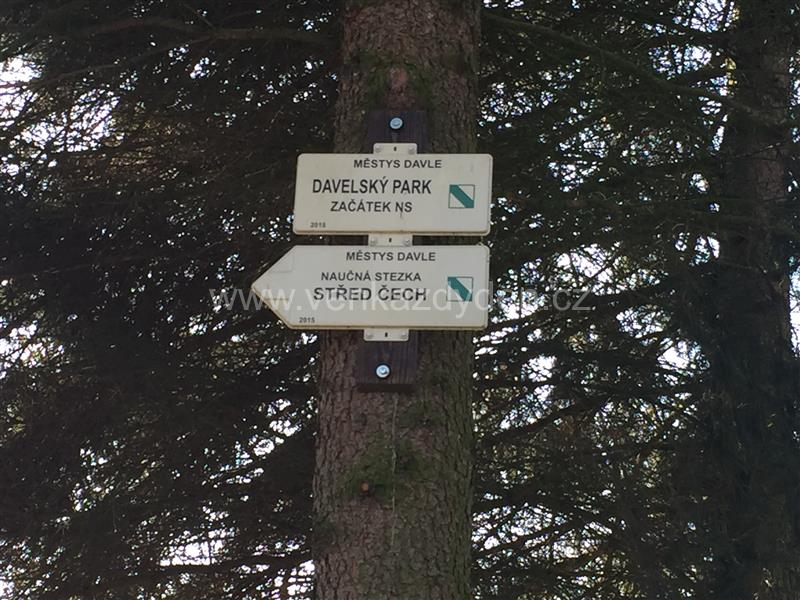 MĚSTYS DAVLE
DAVELSKÝ PARK
ZAČÁTEK NS
2015
MĚSTYS DAVLE
NAUČNÁ STEZKA
STŘED ČECH
2015
www.venkazdyden.cz